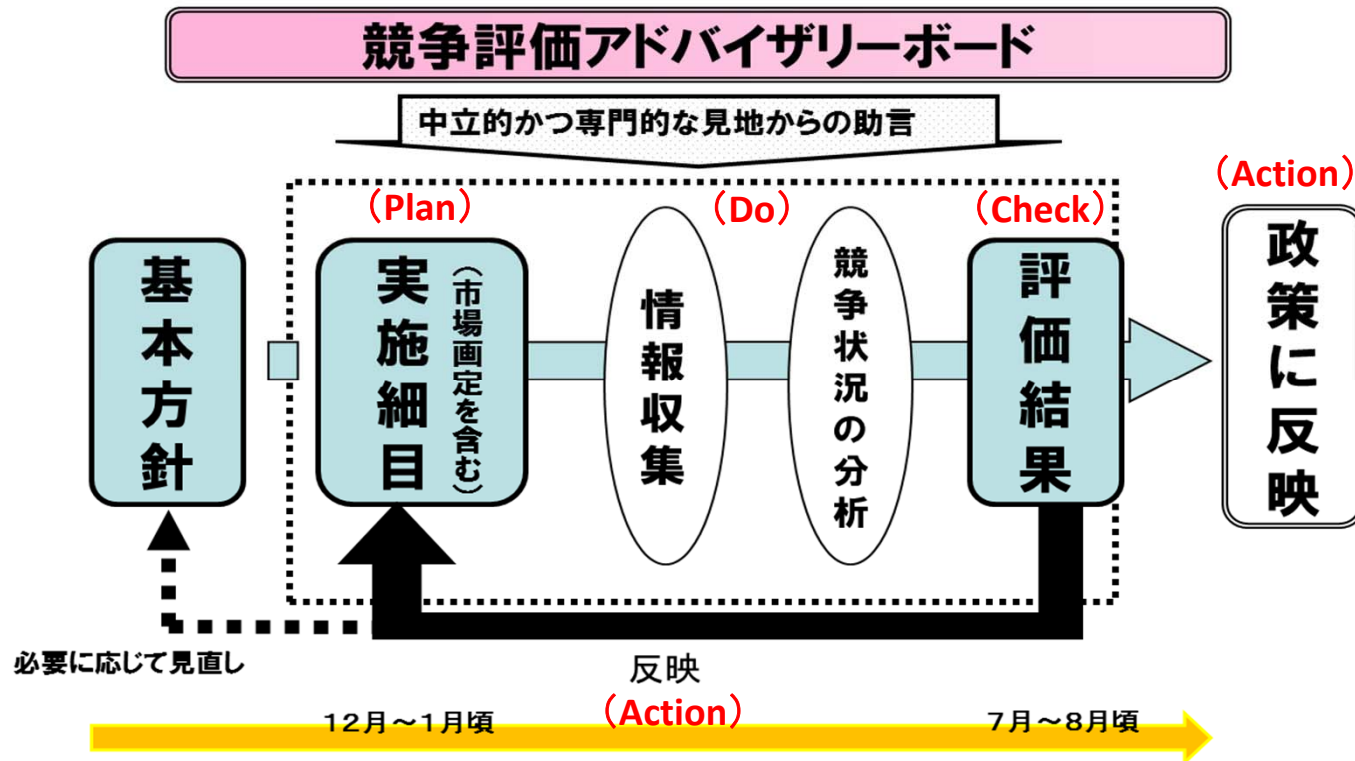 競争評価アドバイザリーボード
中立的かつ専門的な見地からの助言
（Plan）
（Do）
（Check）
（Action）
基本方針
実施細目
（市場画定を含む）
情報収集
競争状況の分析
評価結果
政策に反映
必要に応じて見直し
反映
（Action）
12月～1月頃
7月～8月頃